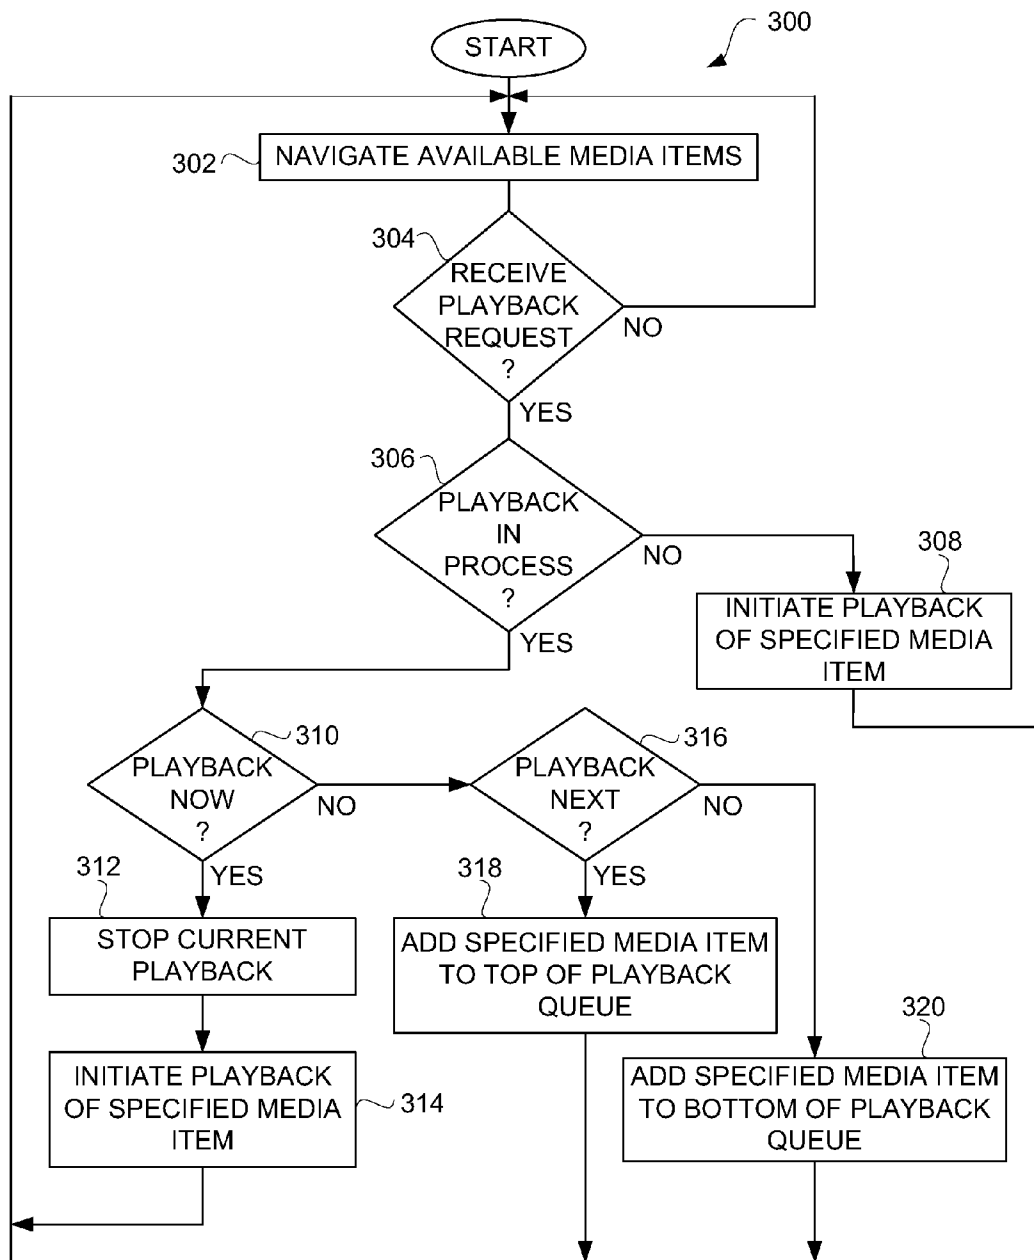 300
START
302
NAVIGATE AVAILABLE MEDIA ITEMS
304
RECEIVE
PLAYBACK
REQUEST
?
NO
YES
306
PLAYBACK
IN
PROCESS
?
NO
YES
308
INITIATE PLAYBACK
OF SPECIFIED MEDIA
ITEM
310
PLAYBACK
NOW
?
NO
YES
316
PLAYBACK
NEXT
?
NO
YES
312
STOP CURRENT
PLAYBACK
318
ADD SPECIFIED MEDIA ITEM
TO TOP OF PLAYBACK
QUEUE
314
INITIATE PLAYBACK
OF SPECIFIED MEDIA
ITEM
320
ADD SPECIFIED MEDIA ITEM
TO BOTTOM OF PLAYBACK
QUEUE